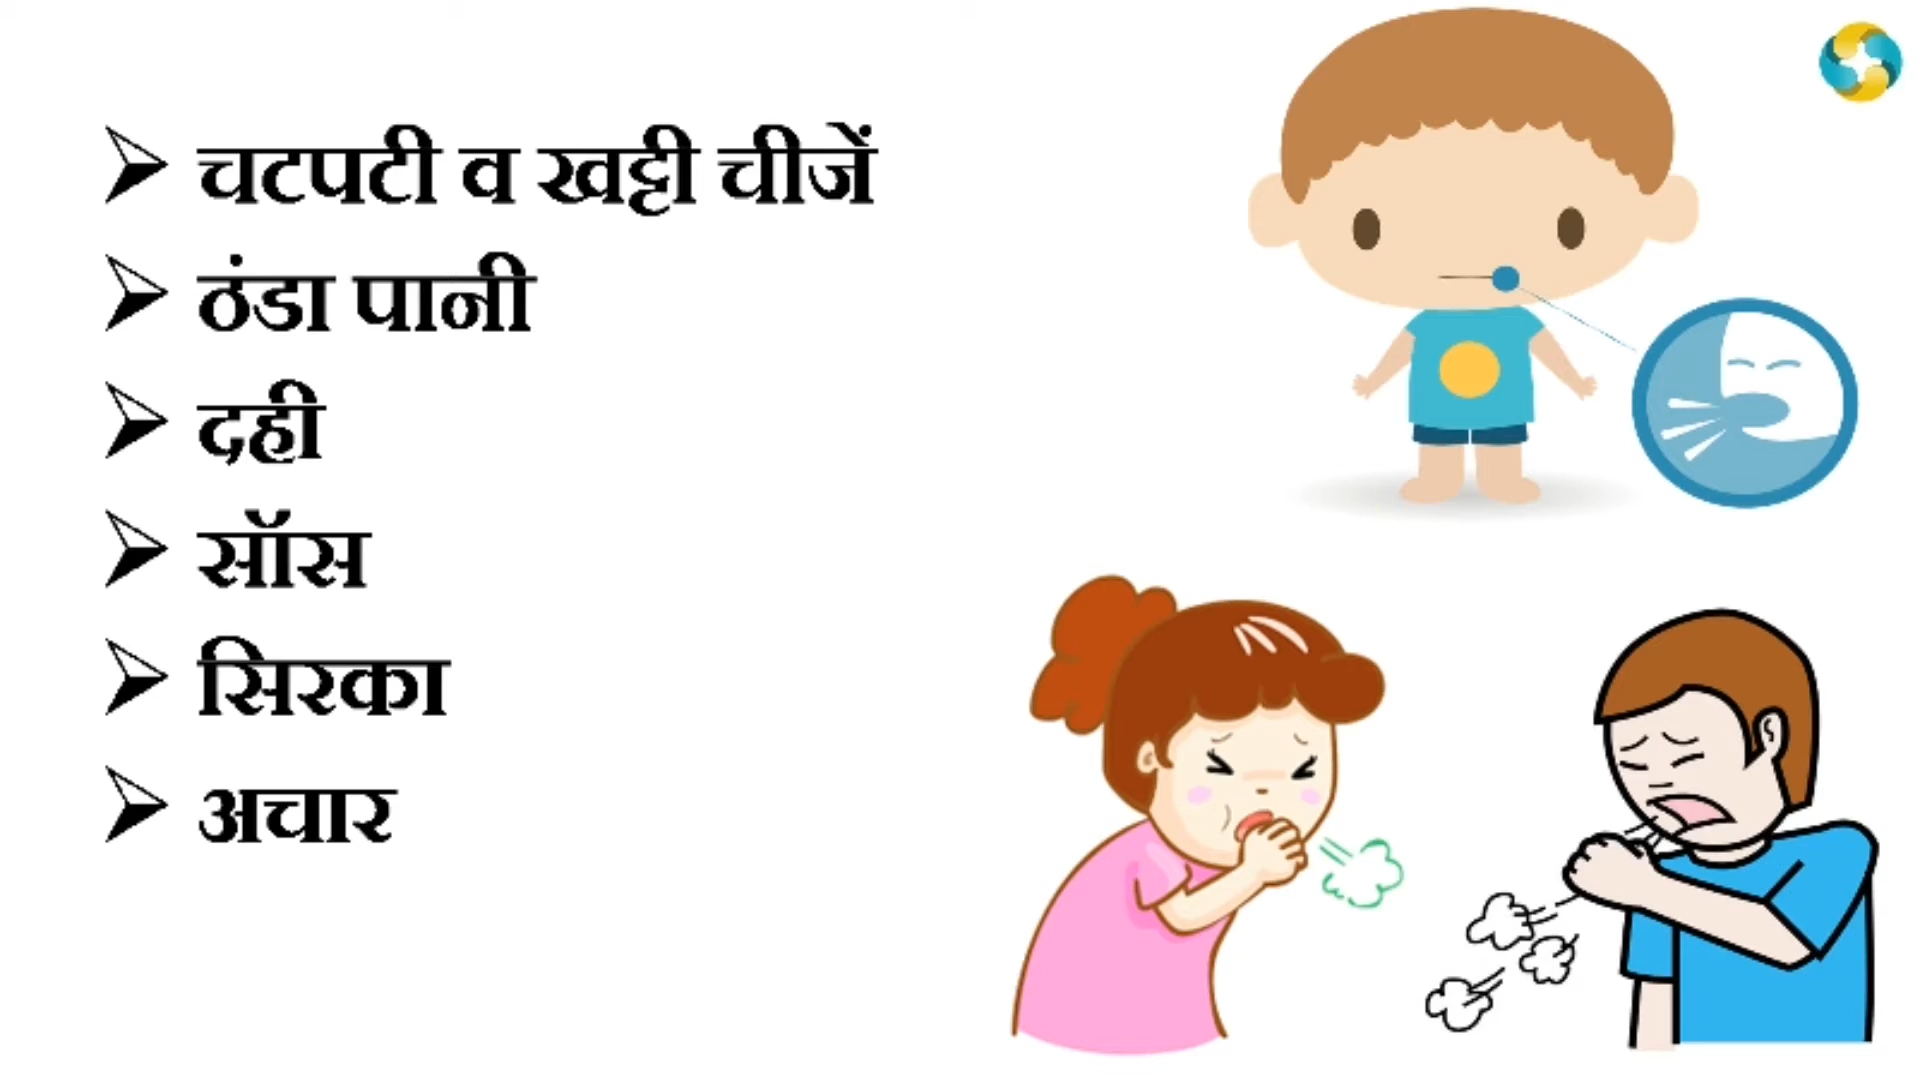 चटपटी व खट्टी चीजें
ठंडा पानी
दही
सॉस
सिरका
अचार